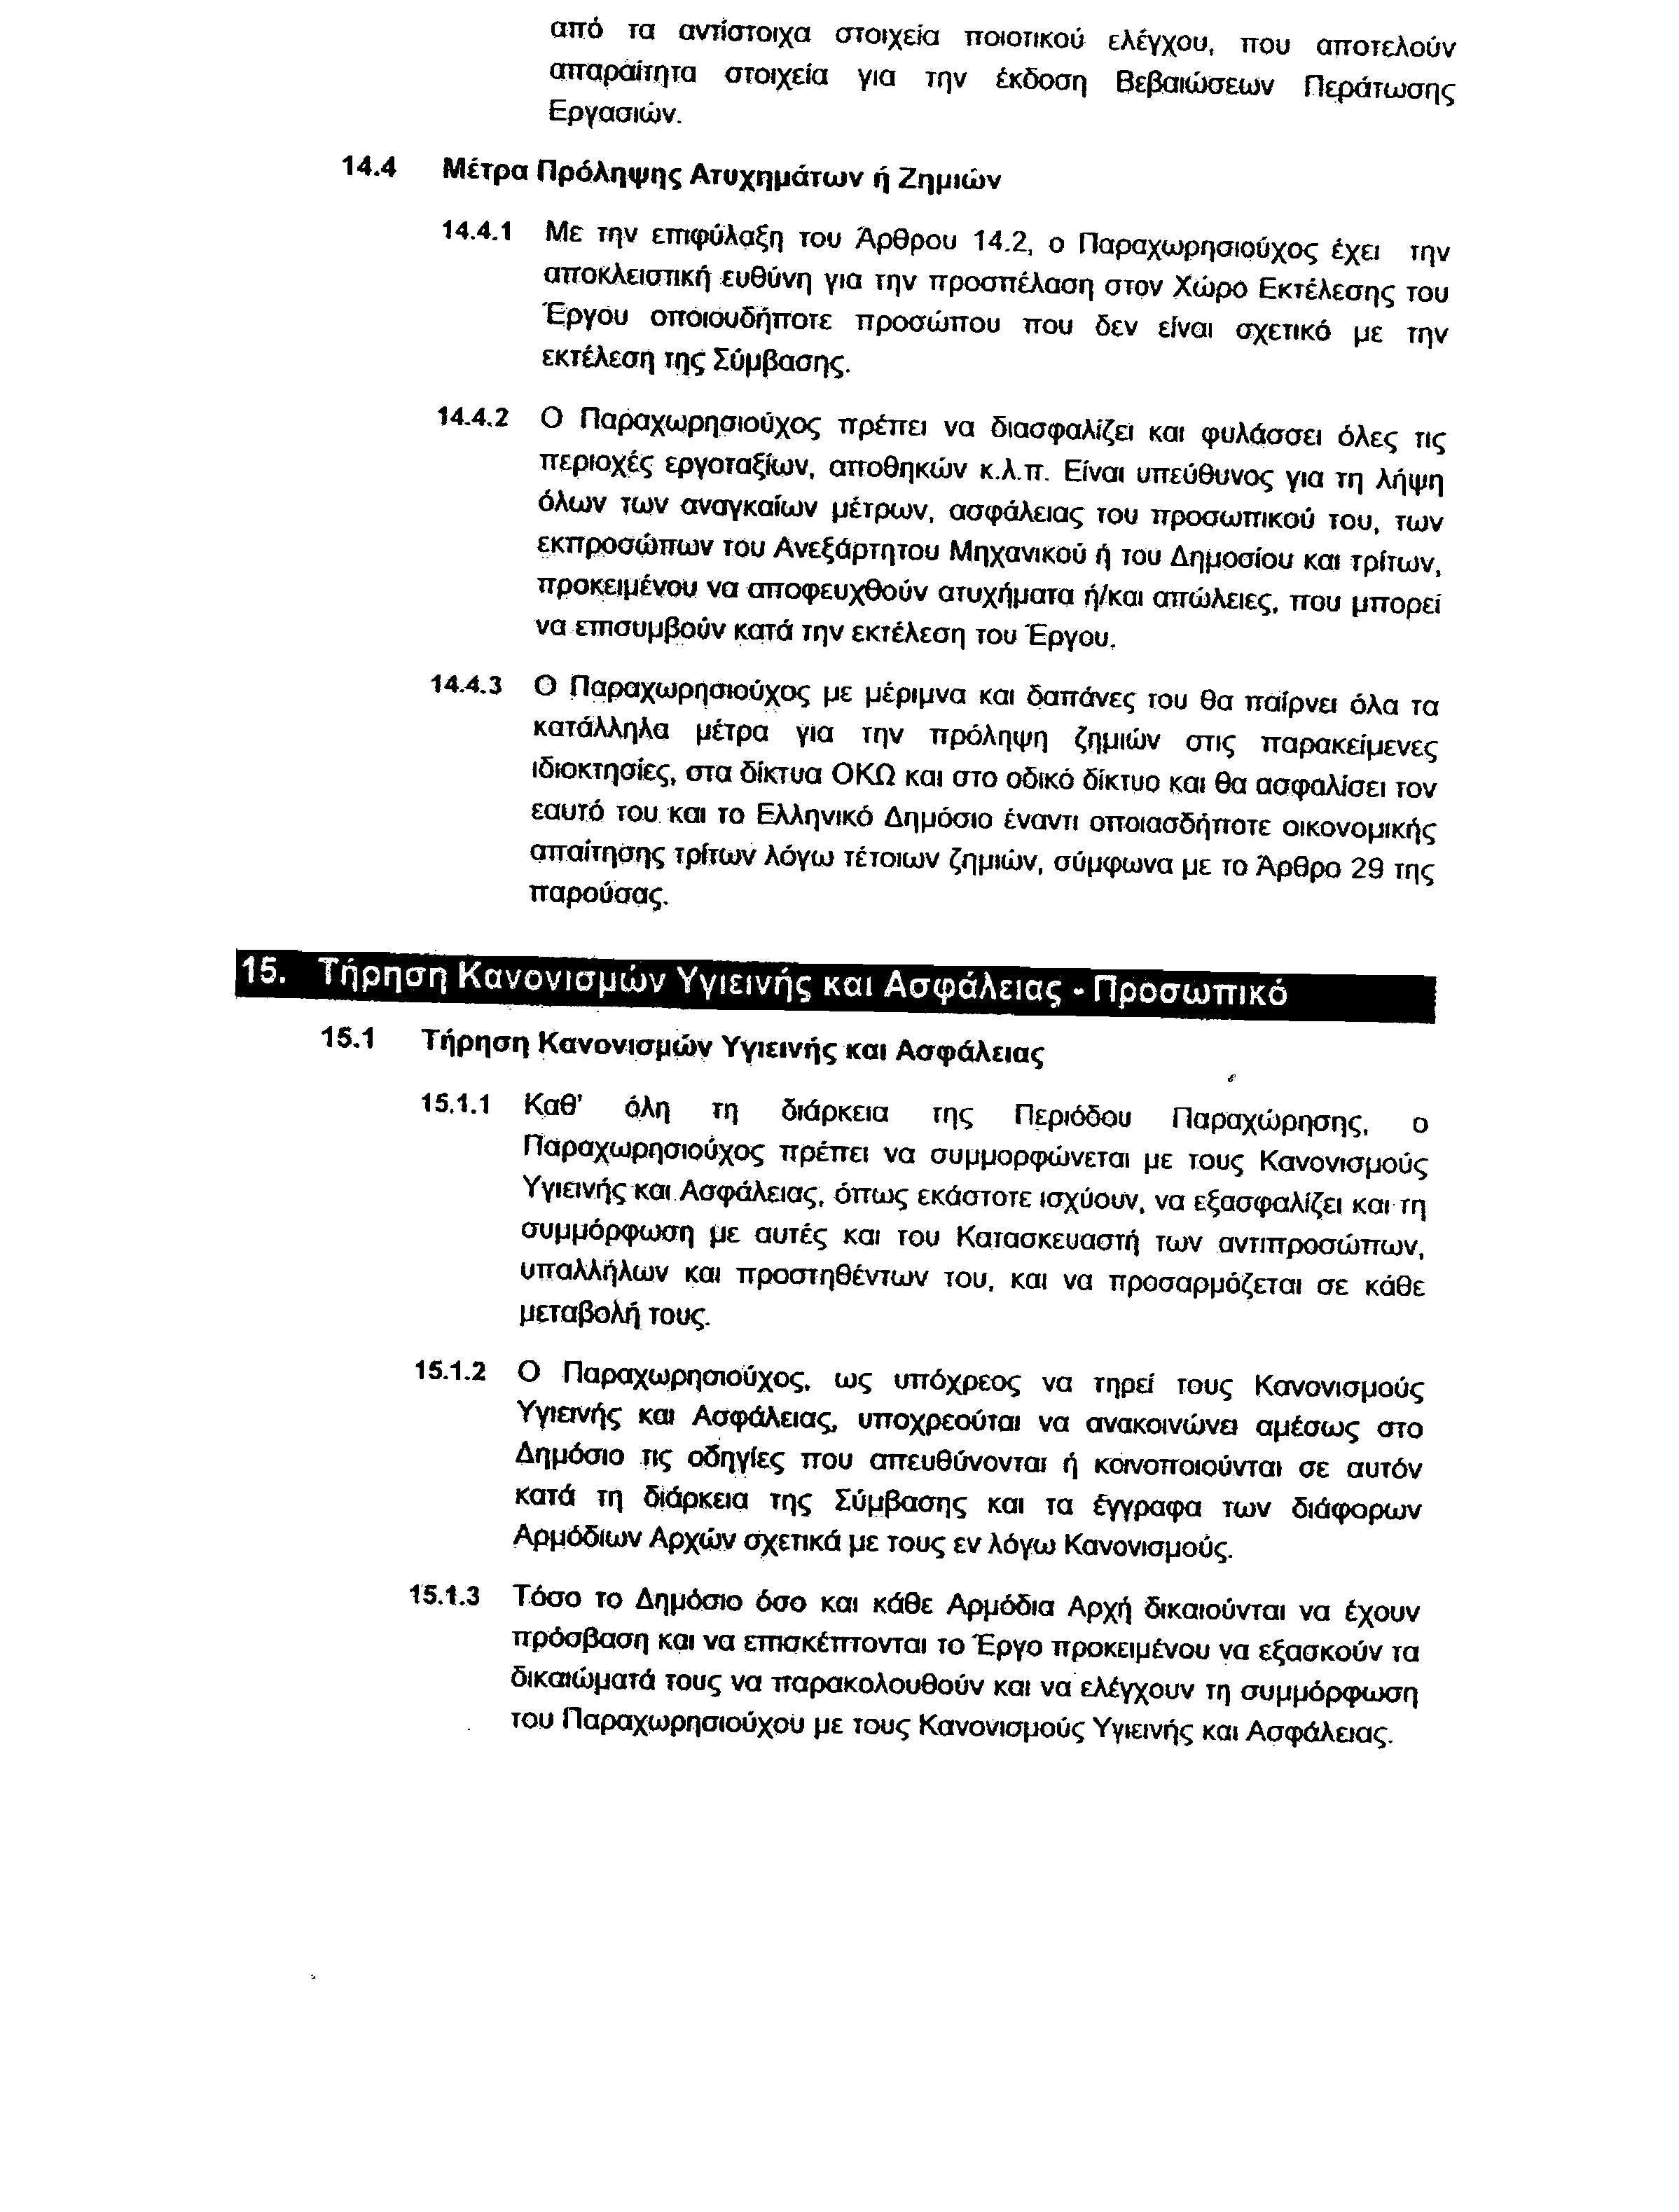 από τα αντίστοιχα στοιχεία ποιοτικού ελέγχου, που αποτελούν
απαραίτητα στοιχεία για την έκδοση Βεβαιώσεων Περάτωσης
Εργασιών.
14.4 Μέτρα Πρόληψης Ατυχημάτων ή Ζημιών
14.4.1 Με την επιφύλαξη του Άρθρου 14.2, ο Παραχωρησιούχος έχει την
αποκλειστική ευθύνη για την προσπέλαση στον Χώρο Εκτέλεσης του
Έργου οποιουδήποτε προσώπου που δεν είναι σχετικό με την
εκτέλεση της Σύμβασης.
14.4.2 Ο Παραχωρησιούχος πρέπει να διασφαλίζει και φυλάσσει όλες τις
περιοχές εργοταξίων, αποθηκών κ.λ.π. Είναι υπεύθυνος για τη λήψη
όλων των αναγκαίων μέτρων, ασφάλειας του προσωπικού του, των
εκπροσώπων του Ανεξάρτητου Μηχανικού ή του Δημοσίου και τρίτων,
προκειμένου να αποφευχθούν ατυχήματα ή/και απώλειες, που μπορεί
να επισυμβούν κατά την εκτέλεση του Έργου.
14.4.3 Ο Παραχωρησιούχος με μέριμνα και δαπάνες του θα παίρνει όλα τα
κατάλληλα μέτρα για την πρόληψη ζημιών στις παρακείμενες
ιδιοκτησίες, στα δίκτυα ΟΚΩ και στο οδικό δίκτυο και θα ασφαλίσει τον
εαυτό του και το Ελληνικό Δημόσιο έναντι οποιασδήποτε οικονομικής
απαίτησης τρίτων λόγω τέτοιων ζημιών, σύμφωνα με το Άρθρο 29 της
παρούσας.
15. Τήρηση Κανονισμών Υγιεινής και Ασφάλειας - Προσωπικό
15.1 Τήρηση Κανονισμών Υγιεινής και Ασφάλειας
15.1.1 Καθ' όλη τη διάρκεια της Περιόδου Παραχώρησης, ο
Παραχωρησιούχος πρέπει να συμμορφώνεται με τους Κανονισμούς
Υγιεινής και Ασφάλειας, όπως εκάστοτε ισχύουν, να εξασφαλίζει και τη
συμμόρφωση με αυτές και του Κατασκευαστή των αντιπροσώπων,
υπαλλήλων και προστηθέντων του, και να προσαρμόζεται σε κάθε
μεταβολή τους.
15.1.2 Ο Παραχωρησιούχος, ως υπόχρεος να τηρεί τους Κανονισμούς
Υγιεινής και Ασφάλειας, υποχρεούται να ανακοινώνει αμέσως στο
Δημόσιο τις οδηγίες που απευθύνονται ή κοινοποιούνται σε αυτόν
κατά τη διάρκεια της Σύμβασης και τα έγγραφα των διάφορων
Αρμόδιων Αρχών σχετικά με τους εν λόγω Κανονισμούς.
15.1.3 Τόσο το Δημόσιο όσο και κάθε Αρμόδια Αρχή δικαιούνται να έχουν
πρόσβαση και να επισκέπτονται το Έργο προκειμένου να εξασκούν τα
δικαιώματά τους να παρακολουθούν και να ελέγχουν τη συμμόρφωση
του Παραχωρησιούχου με τους Κανονισμούς Υγιεινής και Ασφάλειας.